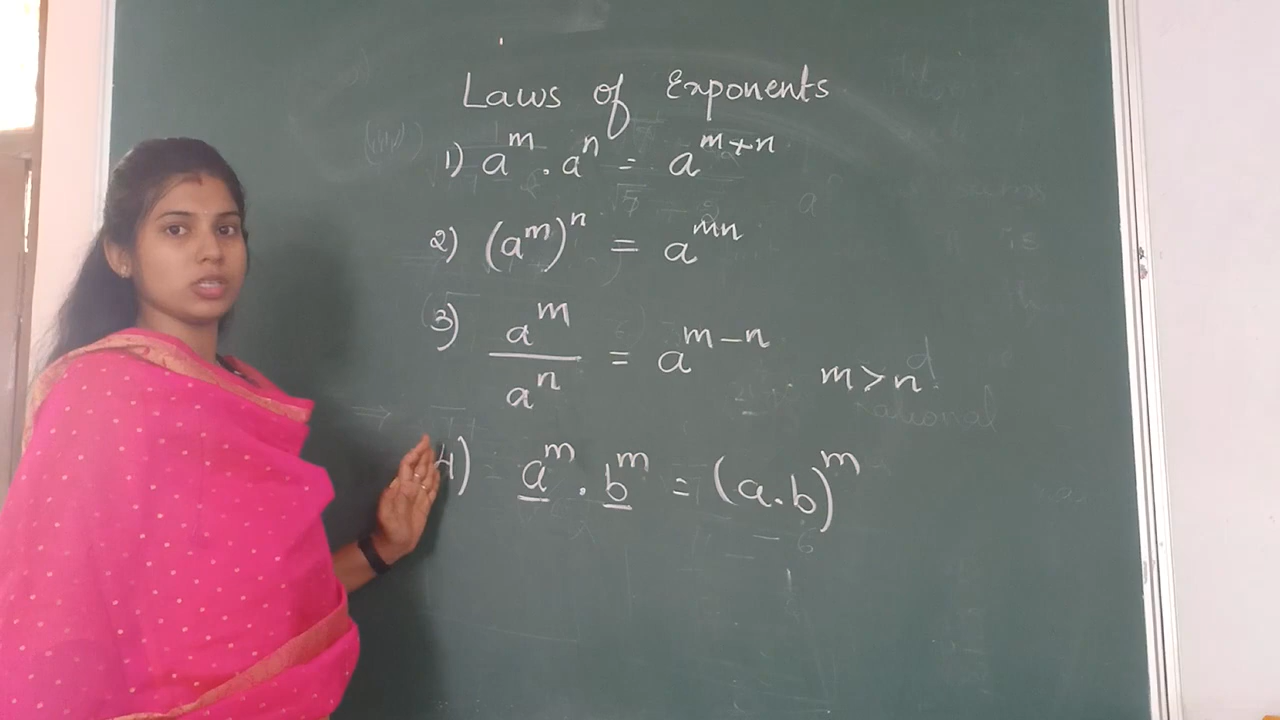 Laws of Exponents
1) a^m . a^n = a^{m+n}
2) (a^m)^n = a^{mn}
3) a^m / a^n = a^{m-n} m > n
4) a^m . b^m = (a.b)^m